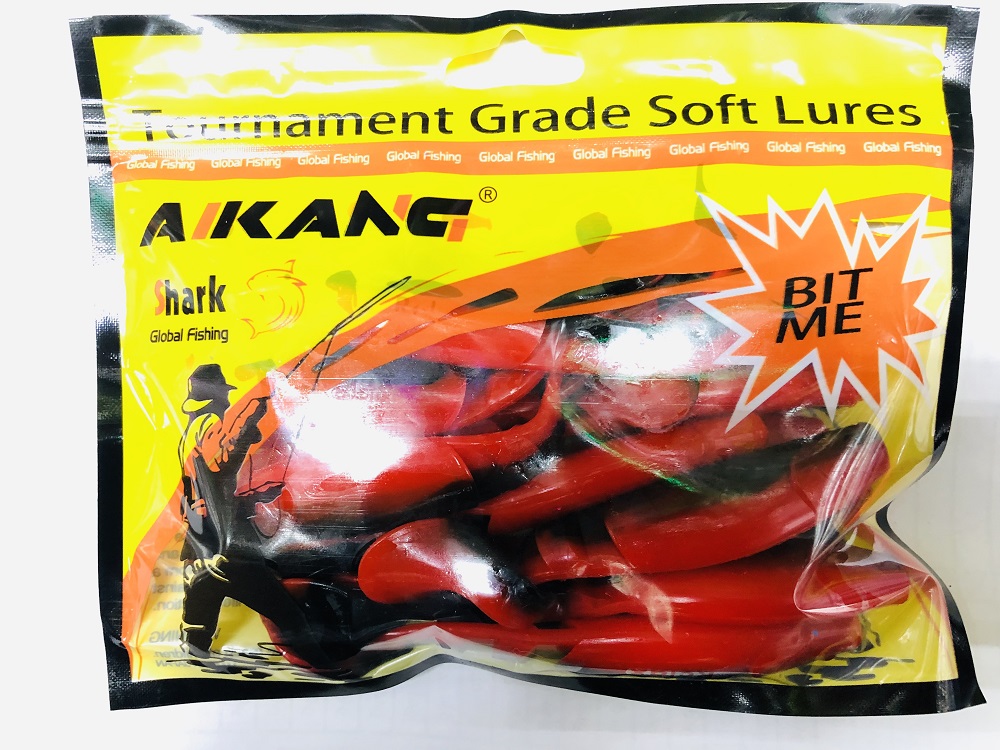 Tournament Grade Soft Lures
Global Fishing Global Fishing Global Fishing Global Fishing Global Fishing Global Fishing Global Fishing Global Fishing Global Fishing
AIKANG®
Shark
Global Fishing
BIT
ME